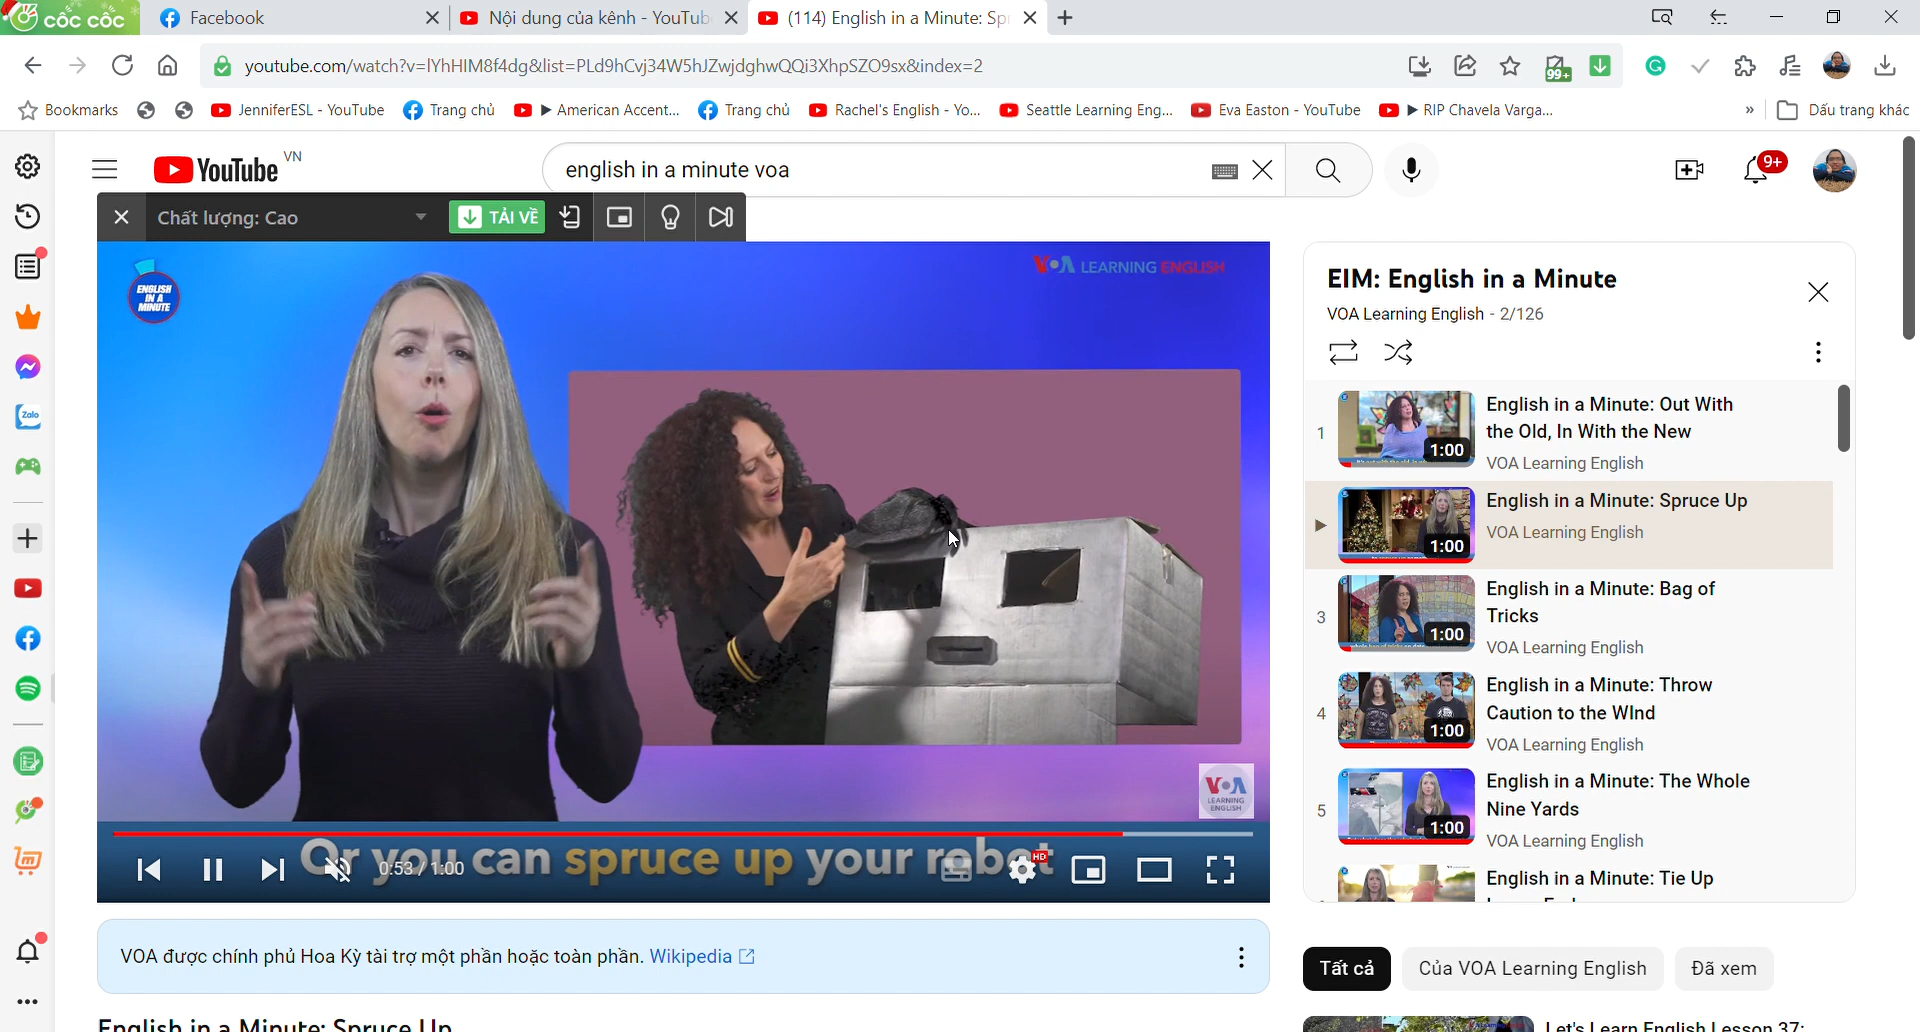 cốc cốc
Facebook
Nội dung của kênh - YouTub
(114) English in a Minute: Sp
youtube.com/watch?v=lYhHIM8f4dg&list=PLd9hCvj34W5hJZwjdghwQQi3XhpSZO9sx&index=2
99+
Bookmarks
JenniferESL - YouTube
Trang chủ
▶ American Accent...
Trang chủ
Rachel's English - Yo...
Seattle Learning Eng...
Eva Easton - YouTube
▶ RIP Chavela Varga...
»
Dấu trang khác
YouTube VN
english in a minute voa
9+
Chất lượng: Cao
TẢI VỀ
Zalo
ENGLISH
IN A
MINUTE
VOA LEARNING ENGLISH
VOA
LEARNING
ENGLISH
Or you can spruce up your robot
0:53 / 1:00
HD
EIM: English in a Minute
VOA Learning English - 2/126
1
1:00
English in a Minute: Out With
the Old, In With the New
VOA Learning English
1:00
English in a Minute: Spruce Up
VOA Learning English
3
1:00
English in a Minute: Bag of
Tricks
VOA Learning English
4
1:00
English in a Minute: Throw
Caution to the WInd
VOA Learning English
5
1:00
English in a Minute: The Whole
Nine Yards
VOA Learning English
English in a Minute: Tie Up
VOA được chính phủ Hoa Kỳ tài trợ một phần hoặc toàn phần. Wikipedia
Tất cả
Của VOA Learning English
Đã xem
English in a Minute: Spruce Up
Let's Learn English Lesson 37: